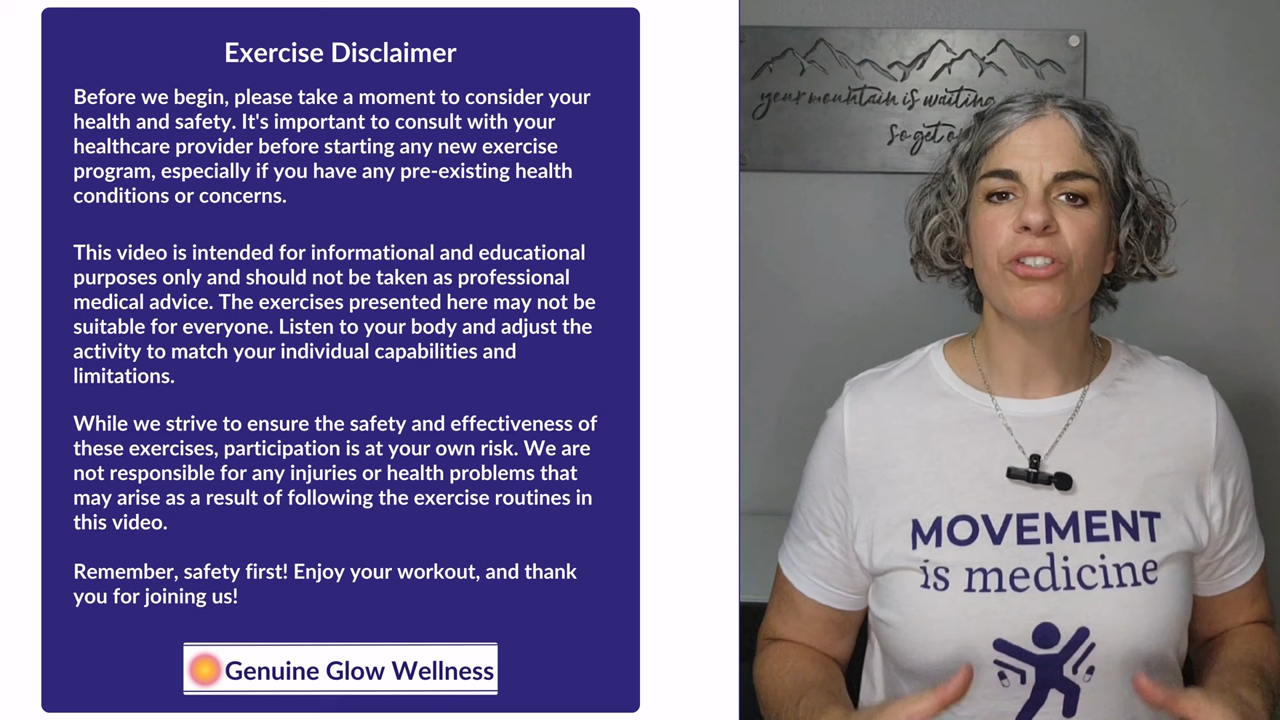 Exercise Disclaimer
Before we begin, please take a moment to consider your
health and safety. It's important to consult with your
healthcare provider before starting any new exercise
program, especially if you have any pre-existing health
conditions or concerns.
This video is intended for informational and educational
purposes only and should not be taken as professional
medical advice. The exercises presented here may not be
suitable for everyone. Listen to your body and adjust the
activity to match your individual capabilities and
limitations.
While we strive to ensure the safety and effectiveness of
these exercises, participation is at your own risk. We are
not responsible for any injuries or health problems that
may arise as a result of following the exercise routines in
this video.
Remember, safety first! Enjoy your workout, and thank
you for joining us!
Genuine Glow Wellness
your mountain is waiting
so get o
MOVEMENT
is medicine